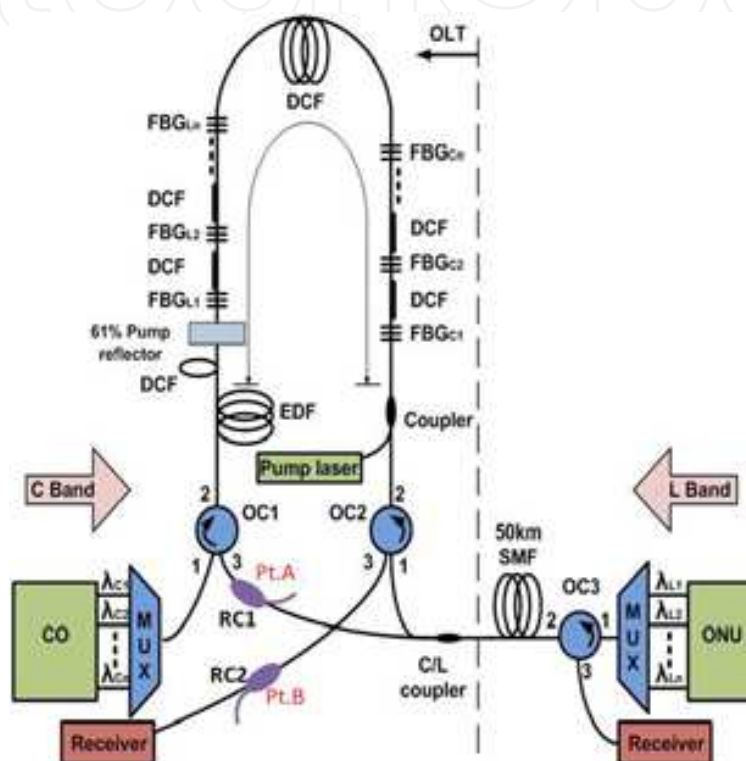 OLT
DCF
FBGLn
FBGCn
DCF
DCF
FBGL2
FBGC2
DCF
DCF
FBGL1
FBGC1
61% Pump
reflector
DCF
EDF
Coupler
Pump laser
C Band
L Band
2
OC1
OC2
2
50km
SMF
OC3
1
3
Pt.A
3
1
λC1
λC2
λCn
CO
MUX
RC1
2
1
3
MUX
λL1
λL2
λLn
ONU
RC2
Pt.B
C/L
coupler
Receiver
Receiver